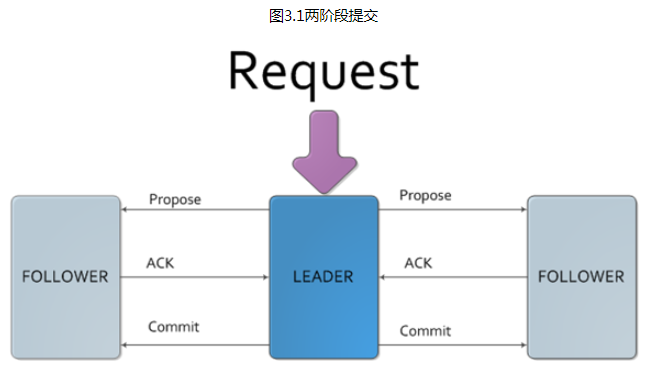 图3.1两阶段提交
Request
Propose
Propose
FOLLOWER
ACK
LEADER
ACK
FOLLOWER
Commit
Commit